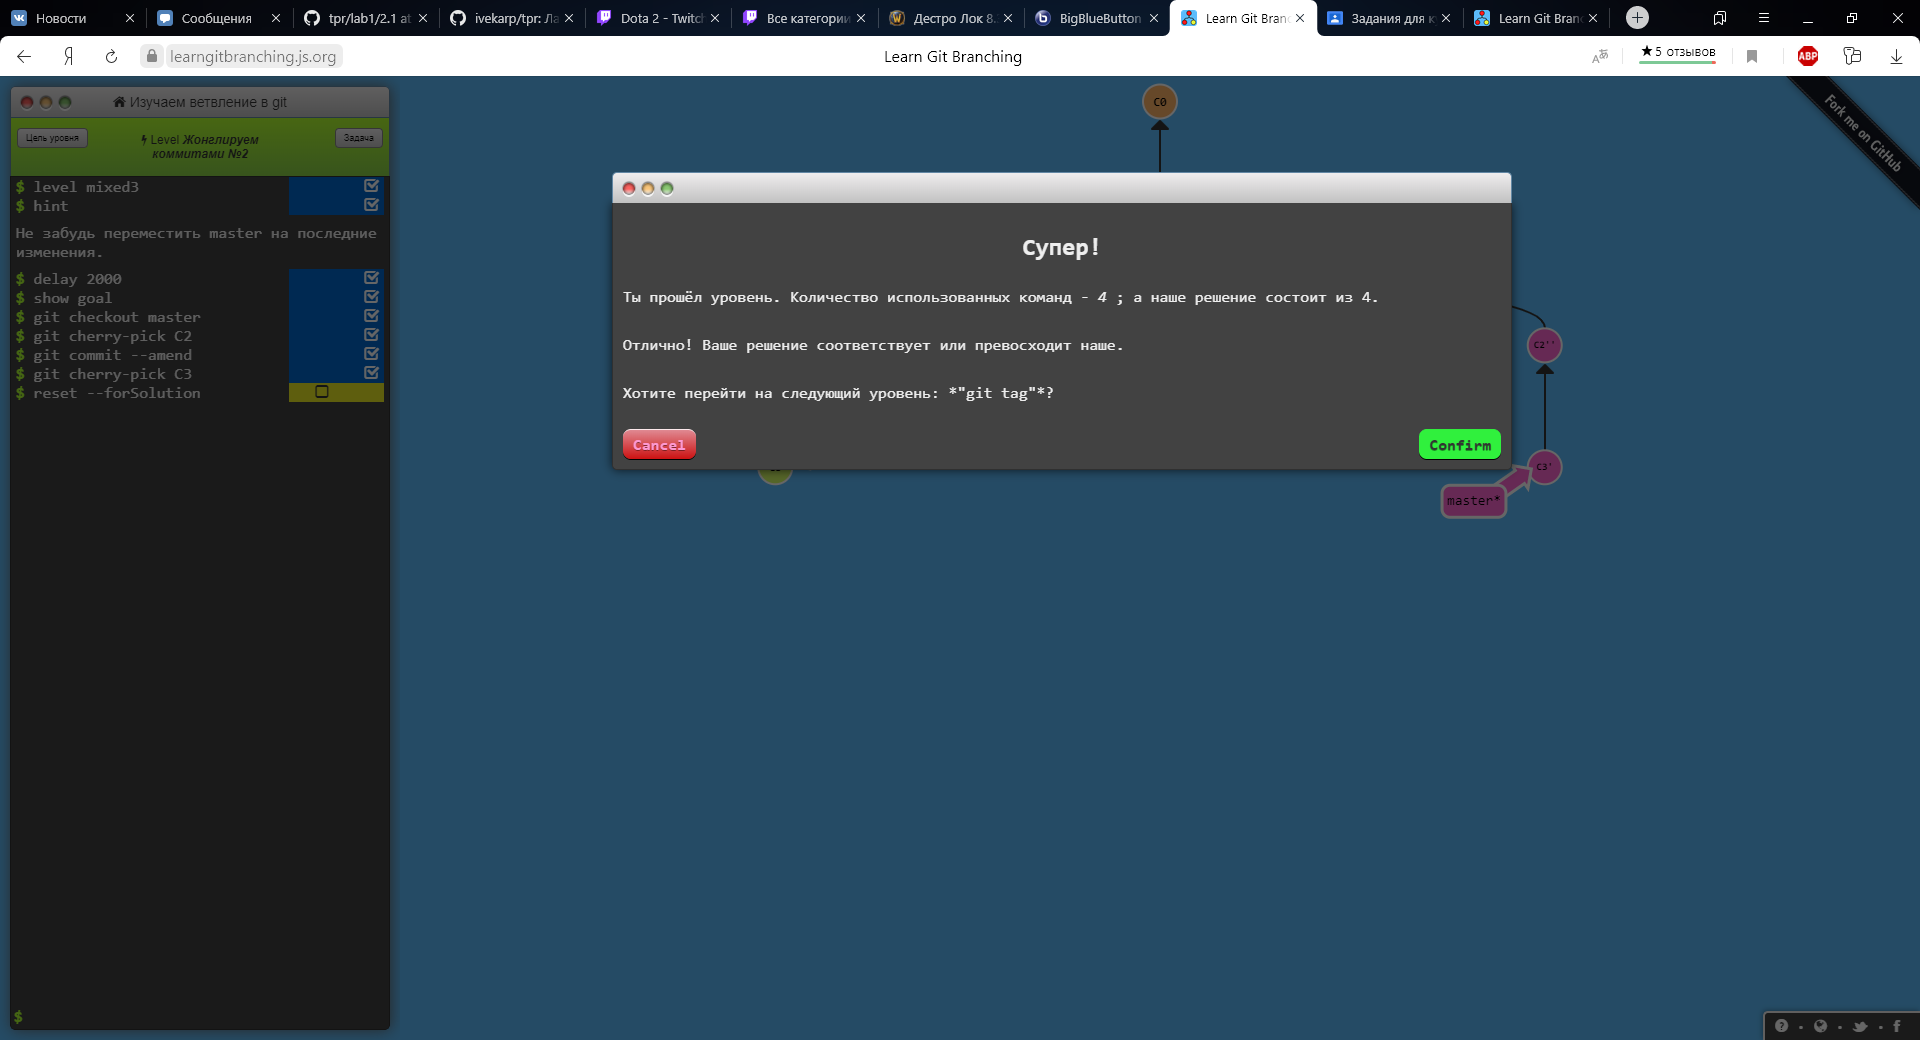 Новости
Сообщения
tpr/lab1/2.1 at
ivekarp/tpr: Ла
Dota 2 - Twitch
Все категории
Дестро Лок 8.
BigBlueButton
Learn Git Bran
Задания для к
Learn Git Bran
learngitbranching.js.org
Learn Git Branching
★5 отзывов
ABP
Изучаем ветвление в git
Цель уровня
Level Жонглируем
коммитами №2
Задача
$ level mixed3
$ hint
Не забудь переместить master на последние
изменения.
$ delay 2000
$ show goal
$ git checkout master
$ git cherry-pick C2
$ git commit --amend
$ git cherry-pick C3
$ reset --forSolution
$
C0
Fork me on GitHub
Супер!
Ты прошёл уровень. Количество использованных команд - 4 ; а наше решение состоит из 4.
Отлично! Ваше решение соответствует или превосходит наше.
Хотите перейти на следующий уровень: *"git tag"*?
Cancel
Confirm
C2''
C3'
master*